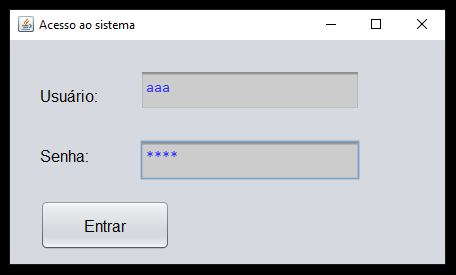 Acesso ao sistema
Usuário: aaa
Senha: ****
Entrar